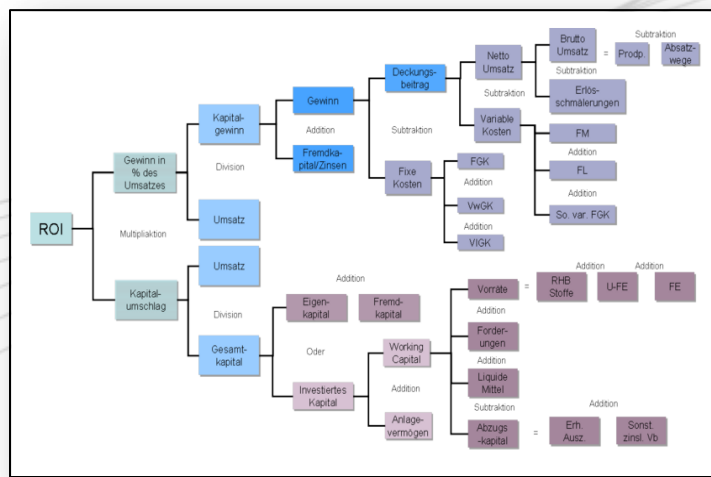 ROI
Multipliaktion
Gewinn in
% des
Umsatzes
Kapital-
umschlag
Division
Kapital-
gewinn
Umsatz
Division
Umsatz
Gesamt-
kapital
Gewinn
Addition
Fremdka-
pital/Zinsen
Subtraktion
Deckungs-
beitrag
Fixe
Kosten
Netto
Umsatz
Subtraktion
Variable
Kosten
Brutto
Umsatz
Subtraktion
Erlös-
schmälerungen
=
Subtraktion
Prodp.
Absatz-
wege
FM
Addition
FL
Addition
So. var. FGK
FGK
Addition
VwGK
Addition
VIGK
Addition
Eigen-
kapital
Fremd-
kapital
Oder
Investiertes
Kapital
Working
Capital
Addition
Anlage-
vermögen
Vorräte
Addition
Forder-
ungen
Addition
Liquide
Mittel
Subtraktion
Abzugs
-kapital
=
Addition
Addition
RHB
Stoffe
U-FE
FE
=
Addition
Erh.
Ausz.
Sonst.
zinsl. Vb